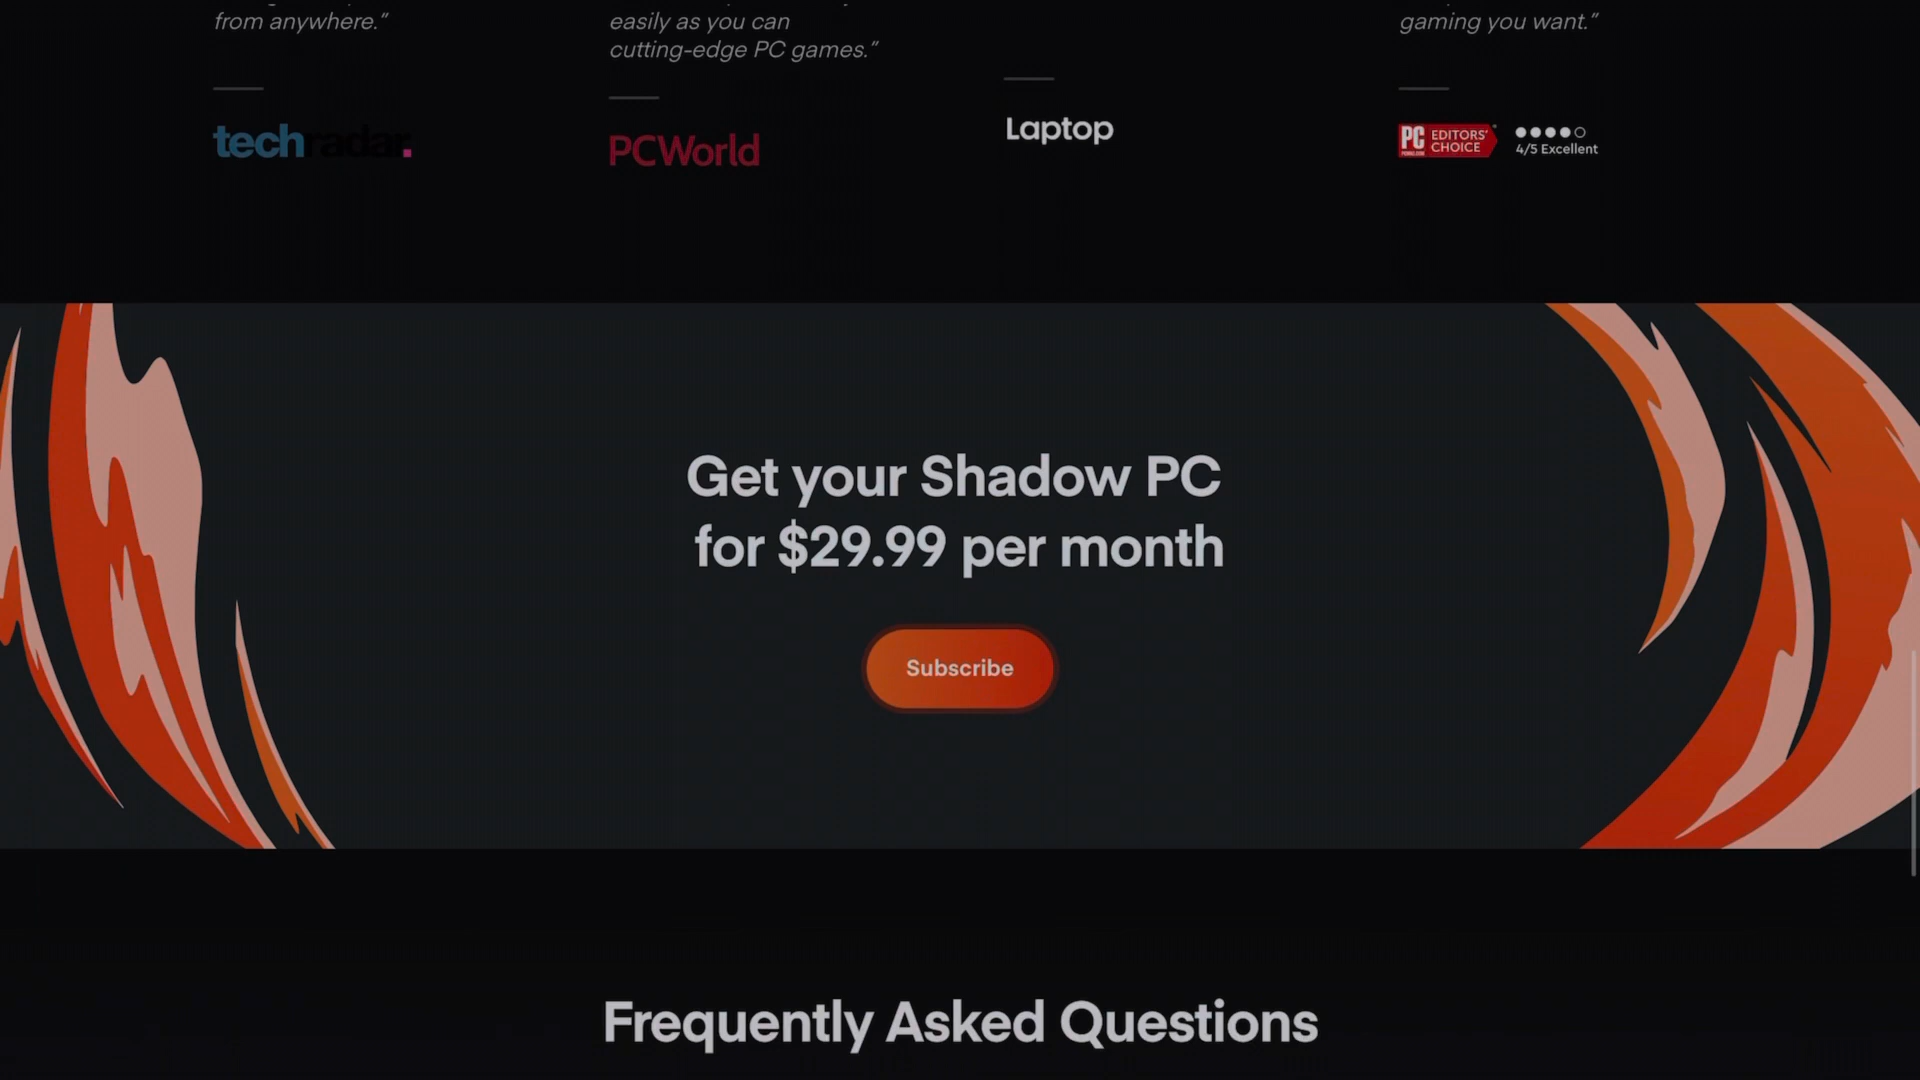 from anywhere.”
easily as you can
cutting-edge PC games.”
gaming you want.”
techradar.
PCWorld
Laptop
PC EDITORS'
CHOICE
4/5 Excellent
Get your Shadow PC
for $29.99 per month
Subscribe
Frequently Asked Questions